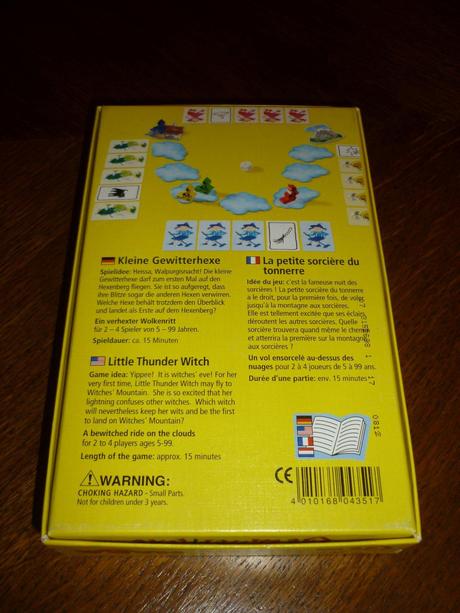 Kleine Gewitterhexe
Spielidee: Heissa, Walpurgisnacht! Die kleine
Gewitterhexe darf zum ersten Mal auf den
Hexenberg fliegen. Sie ist so aufgeregt, dass
ihre Blitze sogar die anderen Hexen verwirren.
Welche Hexe behält trotzdem den Überblick
und landet als Erste auf dem Hexenberg?
Ein verhexter Wolkenritt
für 2 – 4 Spieler von 5 – 99 Jahren.
Spieldauer: ca. 15 Minuten
Little Thunder Witch
Game idea: Yippee! It is witches' eve! For her
very first time, Little Thunder Witch may fly to
Witches' Mountain. She is so excited that her
lightning confuses other witches. Which witch
will nevertheless keep her wits and be the first
to land on Witches' Mountain?
A bewitched ride on the clouds
for 2 to 4 players ages 5-99.
Length of the game: approx. 15 minutes
La petite sorcière du
tonnerre
Idée du jeu: c'est la fameuse nuit des
sorcières ! La petite sorcière du tonnerre
a le droit, pour la première fois, de voler
jusqu'à la montagne aux sorcières.
Elle est tellement excitée que ses éclairs
déroutent les autres sorcières. Quelle
sorcière trouvera quand même le chemin
et atterrira la première sur la montagne
aux sorcières ?
Un vol ensorcelé au-dessus des
nuages pour 2 à 4 joueurs de 5 à 99 ans.
Durée d'une partie: env. 15 minutes
WARNING:
CHOKING HAZARD - Small Parts.
Not for children under 3 years.
CE
4 010168 043517